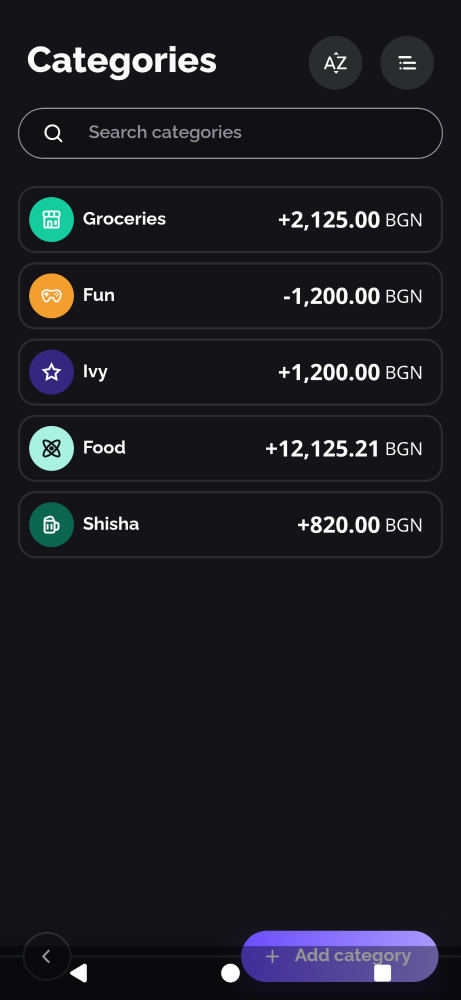 Categories
AZ
Search categories
Groceries +2,125.00 BGN
Fun -1,200.00 BGN
Ivy +1,200.00 BGN
Food +12,125.21 BGN
Shisha +820.00 BGN
+ Add category